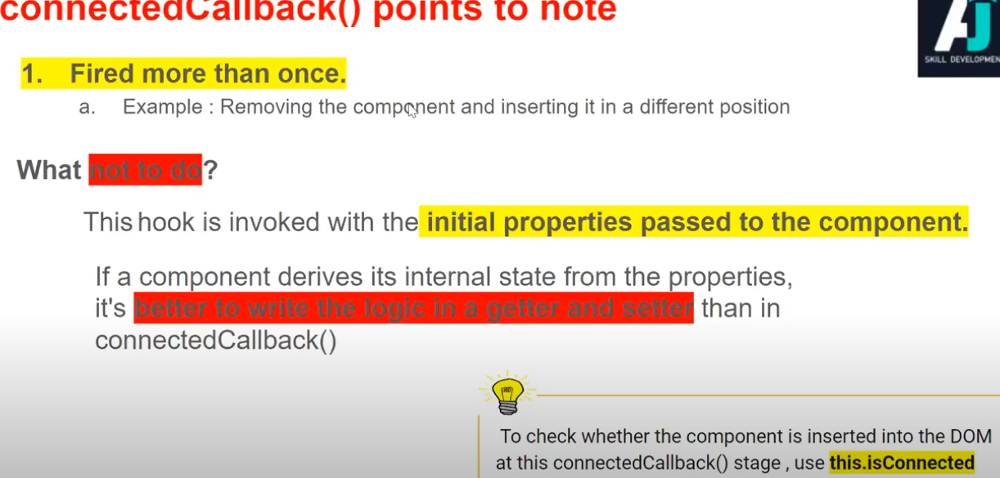 connectedCallback() points to note
SKILL DEVELOPMEN
1. Fired more than once.
a. Example : Removing the component and inserting it in a different position
What not to do?
This hook is invoked with the initial properties passed to the component.
If a component derives its internal state from the properties,
it's better to write the logic in a getter and setter than in
connectedCallback()
To check whether the component is inserted into the DOM
at this connectedCallback() stage , use this.isConnected